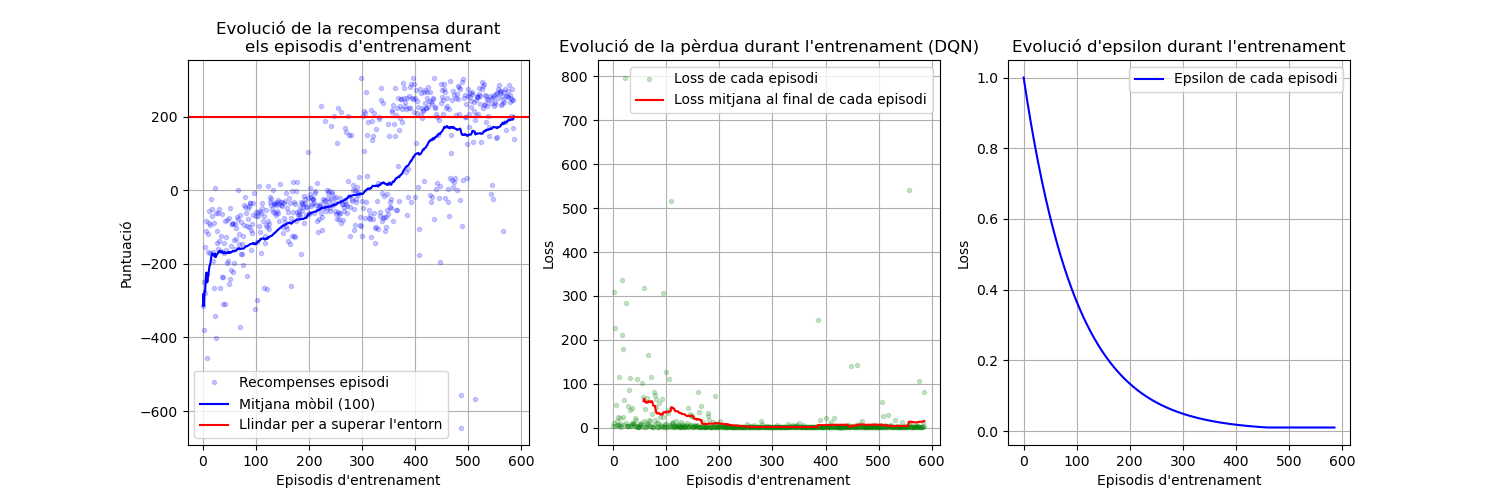 Evolució de la recompensa durant
els episodis d'entrenament
200
0
−200
−400
−600
Puntuació
Recompenses episodi
Mitjana mòbil (100)
Llindar per a superar l'entorn
0 100 200 300 400 500 600
Episodis d'entrenament
Evolució de la pèrdua durant l'entrenament (DQN)
800
700
600
500
400
300
200
100
0
Loss
Loss de cada episodi
Loss mitjana al final de cada episodi
0 100 200 300 400 500 600
Episodis d'entrenament
Evolució d'epsilon durant l'entrenament
1.0
0.8
0.6
0.4
0.2
0.0
Loss
Epsilon de cada episodi
0 100 200 300 400 500 600
Episodis d'entrenament